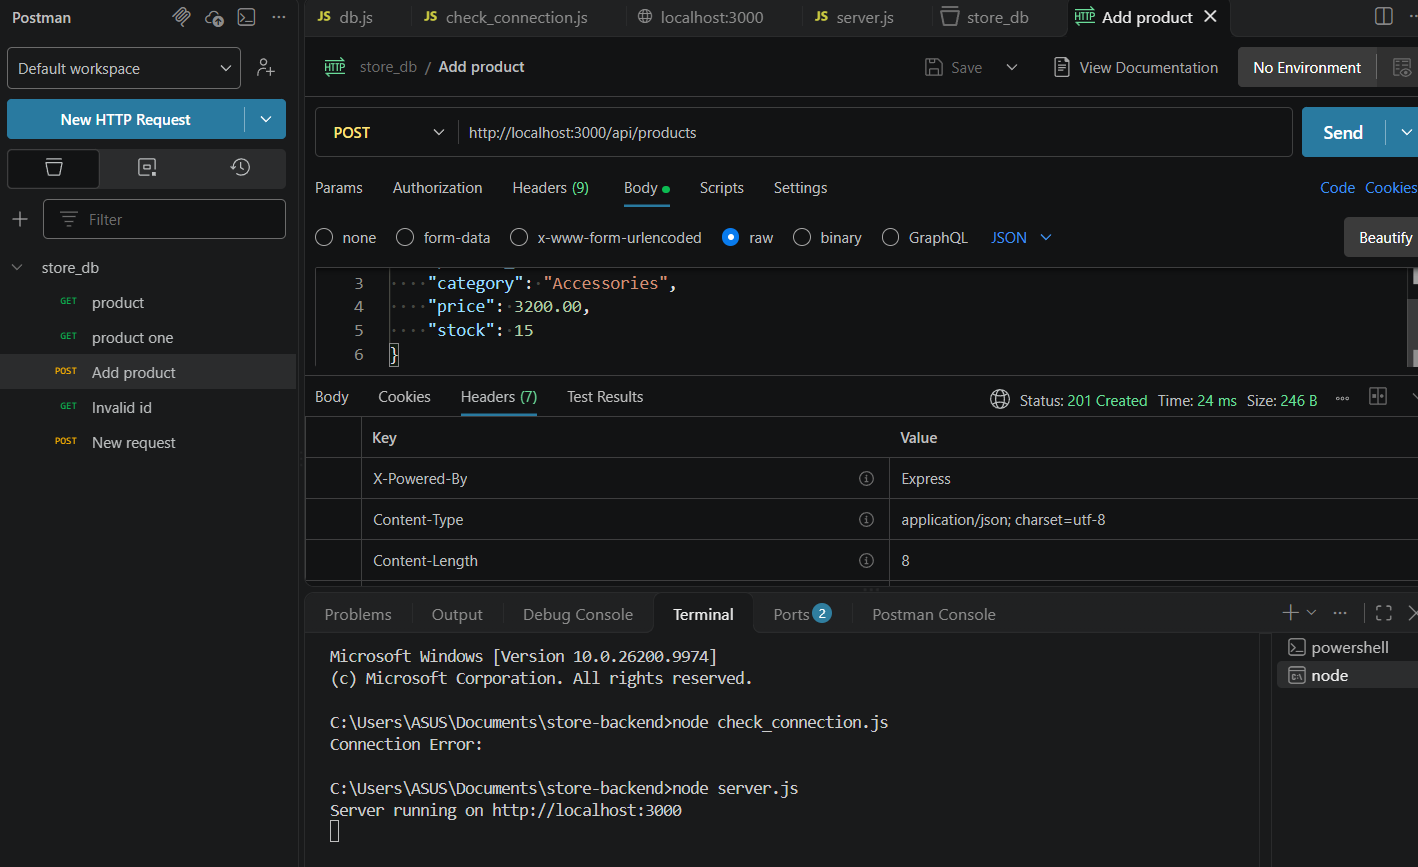 Postman
Default workspace
New HTTP Request
Filter
store_db
GET product
GET product one
POST Add product
GET Invalid id
POST New request
JS db.js
JS check_connection.js
localhost:3000
JS server.js
store_db
HTTP Add product
HTTP store_db / Add product
Save
View Documentation
No Environment
POST http://localhost:3000/api/products
Send
Params Authorization Headers (9) Body Scripts Settings
Code Cookies
none form-data x-www-form-urlencoded raw binary GraphQL JSON
Beautify
3 "category": "Accessories",
4 "price": 3200.00,
5 "stock": 15
6 }
Body Cookies Headers (7) Test Results
Status: 201 Created Time: 24 ms Size: 246 B
Key Value
X-Powered-By Express
Content-Type application/json; charset=utf-8
Content-Length 8
Problems Output Debug Console Terminal Ports 2 Postman Console
Microsoft Windows [Version 10.0.26200.9974]
(c) Microsoft Corporation. All rights reserved.
C:\Users\ASUS\Documents\store-backend>node check_connection.js
Connection Error:
C:\Users\ASUS\Documents\store-backend>node server.js
Server running on http://localhost:3000
powershell
node